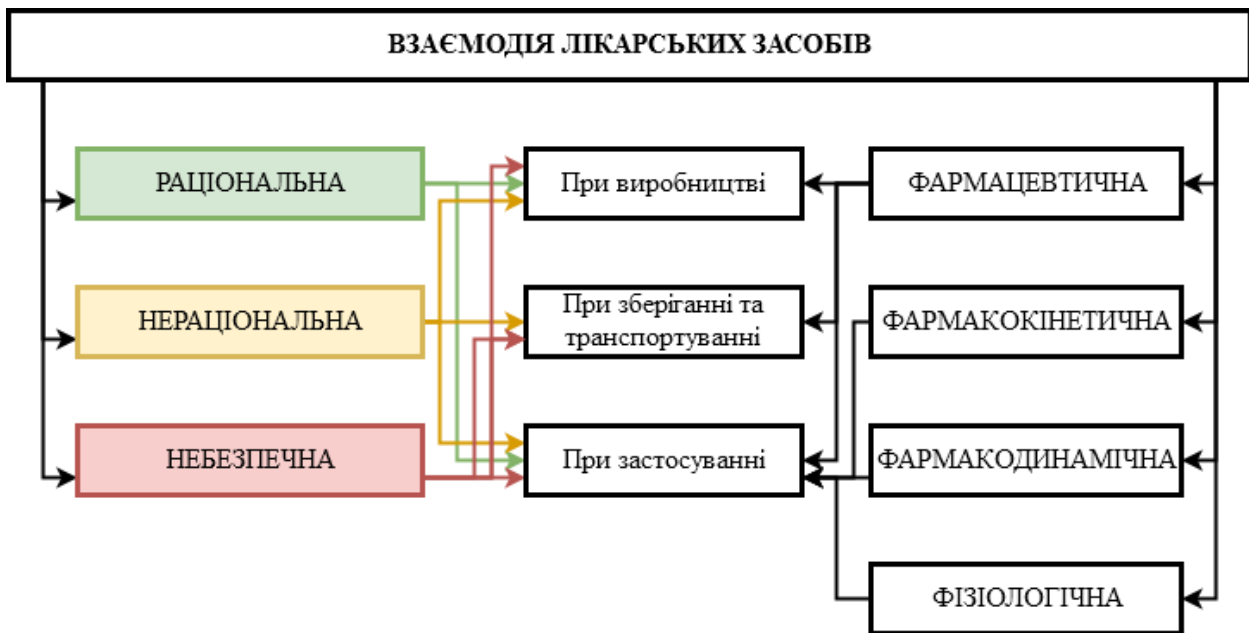 ВЗАЄМОДІЯ ЛІКАРСЬКИХ ЗАСОБІВ
РАЦІОНАЛЬНА
При виробництві
ФАРМАЦЕВТИЧНА
НЕРАЦІОНАЛЬНА
При зберіганні та
транспортуванні
ФАРМАКОКІНЕТИЧНА
НЕБЕЗПЕЧНА
При застосуванні
ФАРМАКОДИНАМІЧНА
ФІЗІОЛОГІЧНА